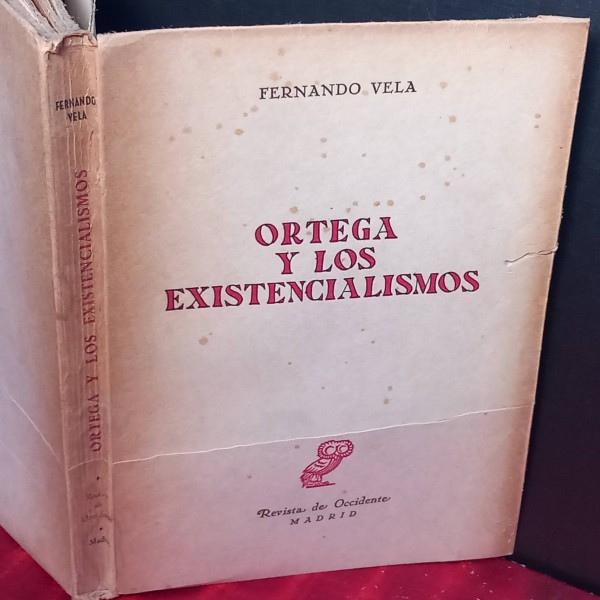 FERNANDO VELA
ORTEGA
Y LOS
EXISTENCIALISMOS
Revista de Occidente
MADRID
FERNANDO
VELA
ORTEGA Y LOS EXISTENCIALISMOS